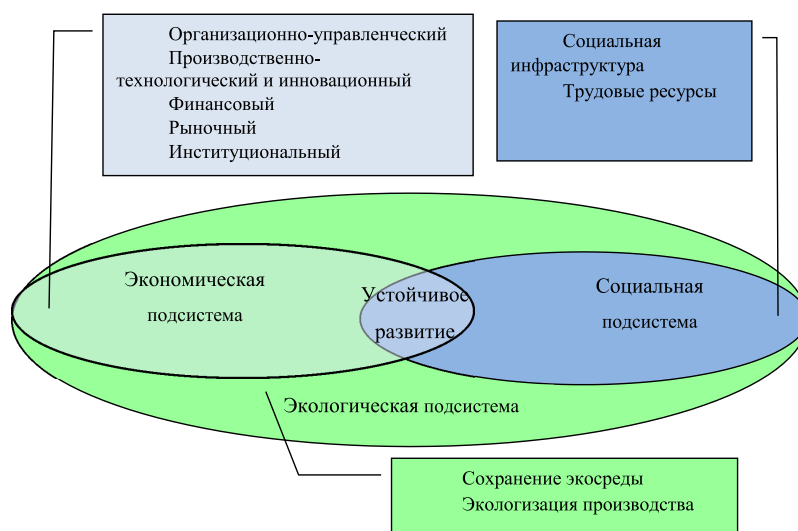 Организационно-управленческий
Производственно-
технологический и инновационный
Финансовый
Рыночный
Институциональный
Социальная
инфраструктура
Трудовые ресурсы
Экономическая
подсистема
Устойчивое
развитие
Социальная
подсистема
Экологическая подсистема
Сохранение экосреды
Экологизация производства